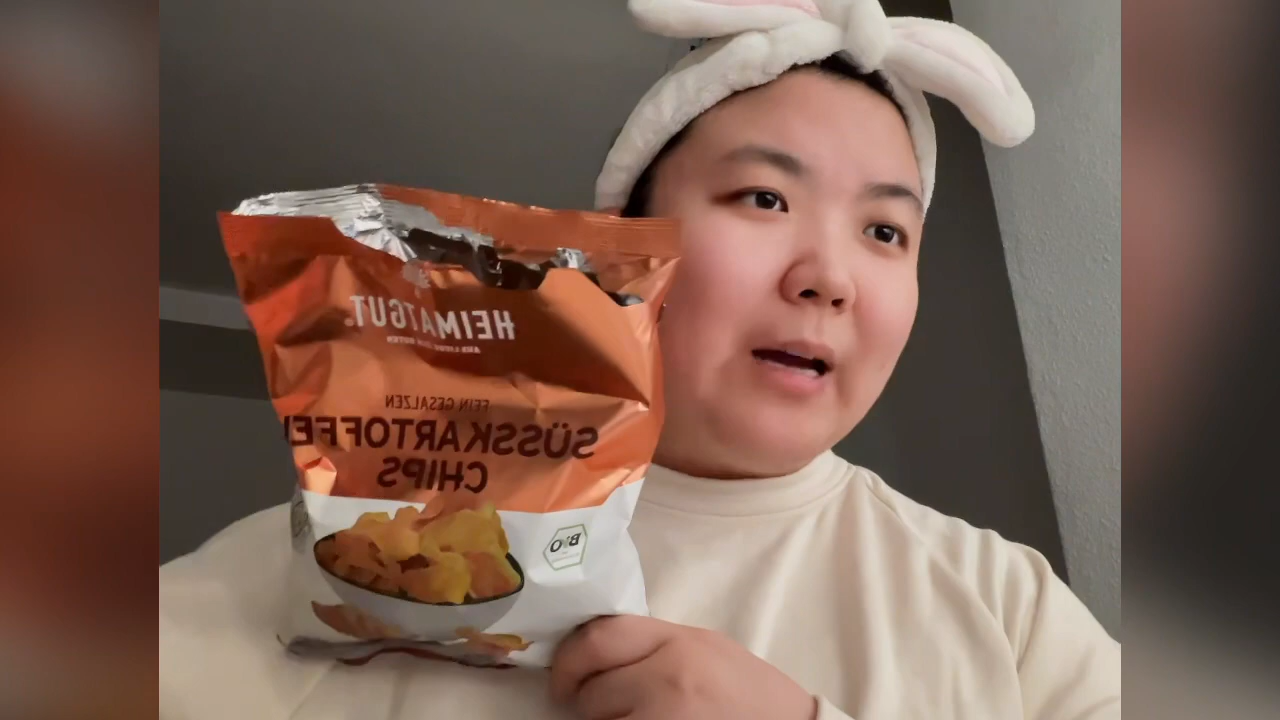 HEIMATGUT.
FEIN GESALZEN
SÜSSKARTOFFEL
CHIPS
BIO